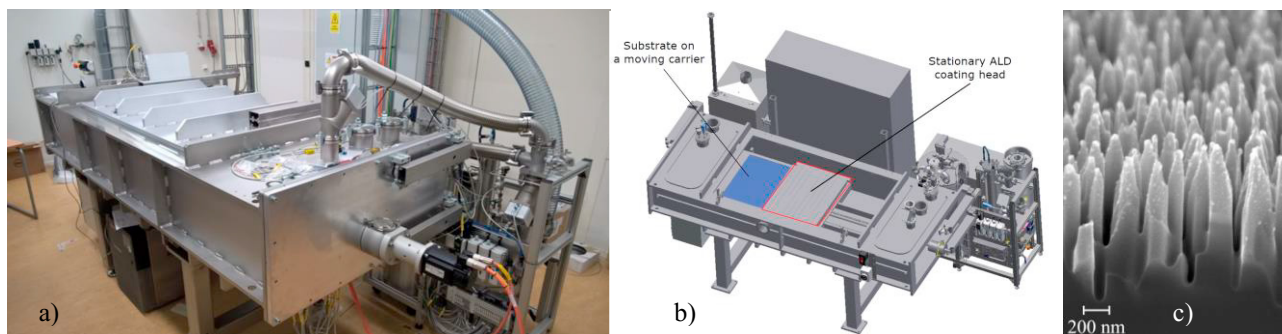 a)
Substrate on
a moving carrier
Stationary ALD
coating head
b)
200 nm
c)